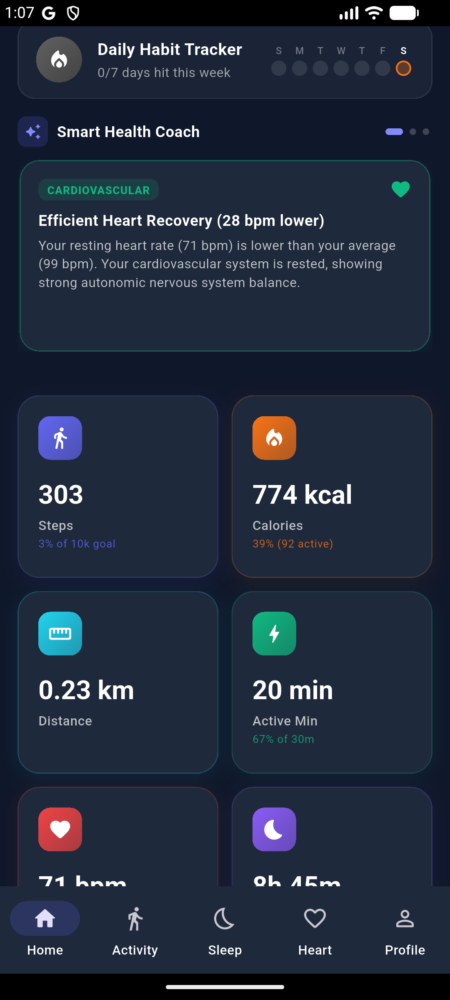 1:07
Daily Habit Tracker
0/7 days hit this week
S M T W T F S
Smart Health Coach
CARDIOVASCULAR
Efficient Heart Recovery (28 bpm lower)
Your resting heart rate (71 bpm) is lower than your average
(99 bpm). Your cardiovascular system is rested, showing
strong autonomic nervous system balance.
303
Steps
3% of 10k goal
774 kcal
Calories
39% (92 active)
0.23 km
Distance
20 min
Active Min
67% of 30m
71 bpm
8h 45m
Home
Activity
Sleep
Heart
Profile